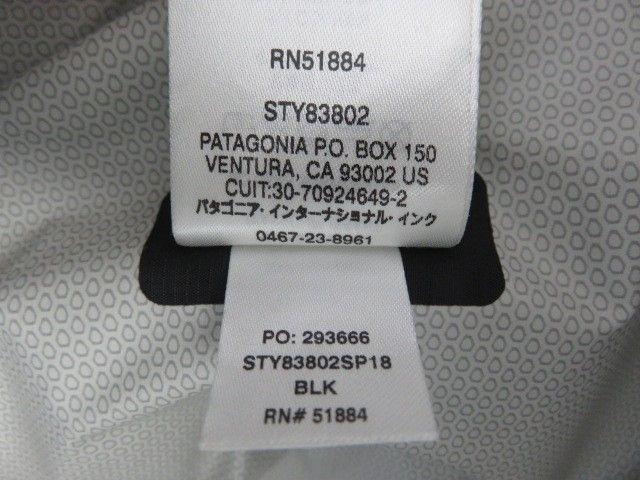 RN51884
STY83802
PATAGONIA P.O. BOX 150
VENTURA, CA 93002 US
CUIT:30-70924649-2
パタゴニア・インターナショナル・インク
0467-23-8961
PO: 293666
STY83802SP18
BLK
RN# 51884